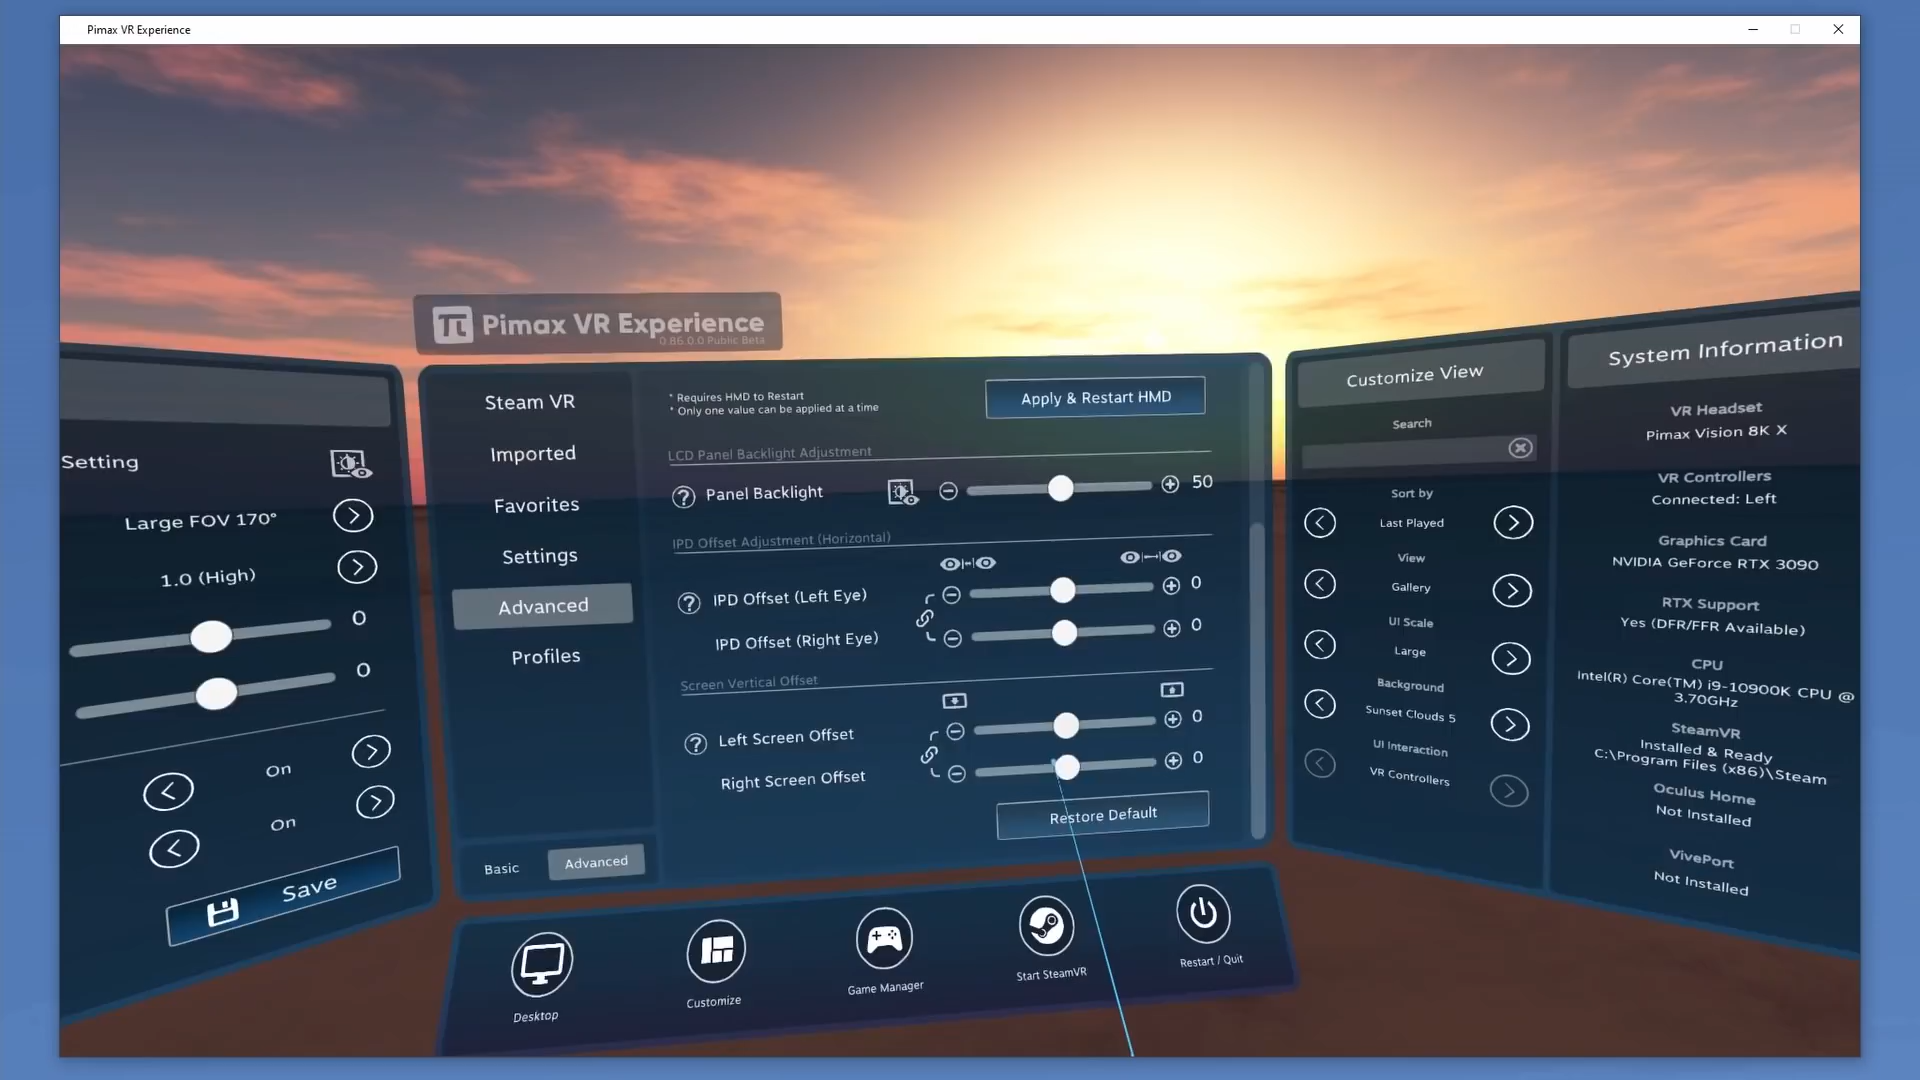 Pimax VR Experience
Pimax VR Experience
0.86.0.0 Public Beta
Setting
Large FOV 170°
1.0 (High)
0
0
On
On
Save
Steam VR
Imported
Favorites
Settings
Advanced
Profiles
Basic
Advanced
* Requires HMD to Restart
* Only one value can be applied at a time
Apply & Restart HMD
LCD Panel Backlight Adjustment
? Panel Backlight
50
IPD Offset Adjustment (Horizontal)
? IPD Offset (Left Eye)
0
IPD Offset (Right Eye)
0
Screen Vertical Offset
? Left Screen Offset
0
Right Screen Offset
0
Restore Default
Desktop
Customize
Game Manager
Start SteamVR
Restart / Quit
Customize View
Search
Sort by
Last Played
View
Gallery
UI Scale
Large
Background
Sunset Clouds 5
UI Interaction
VR Controllers
System Information
VR Headset
Pimax Vision 8K X
VR Controllers
Connected: Left
Graphics Card
NVIDIA GeForce RTX 3090
RTX Support
Yes (DFR/FFR Available)
CPU
Intel(R) Core(TM) i9-10900K CPU @
3.70GHz
SteamVR
Installed & Ready
C:\Program Files (x86)\Steam
Oculus Home
Not Installed
VivePort
Not Installed